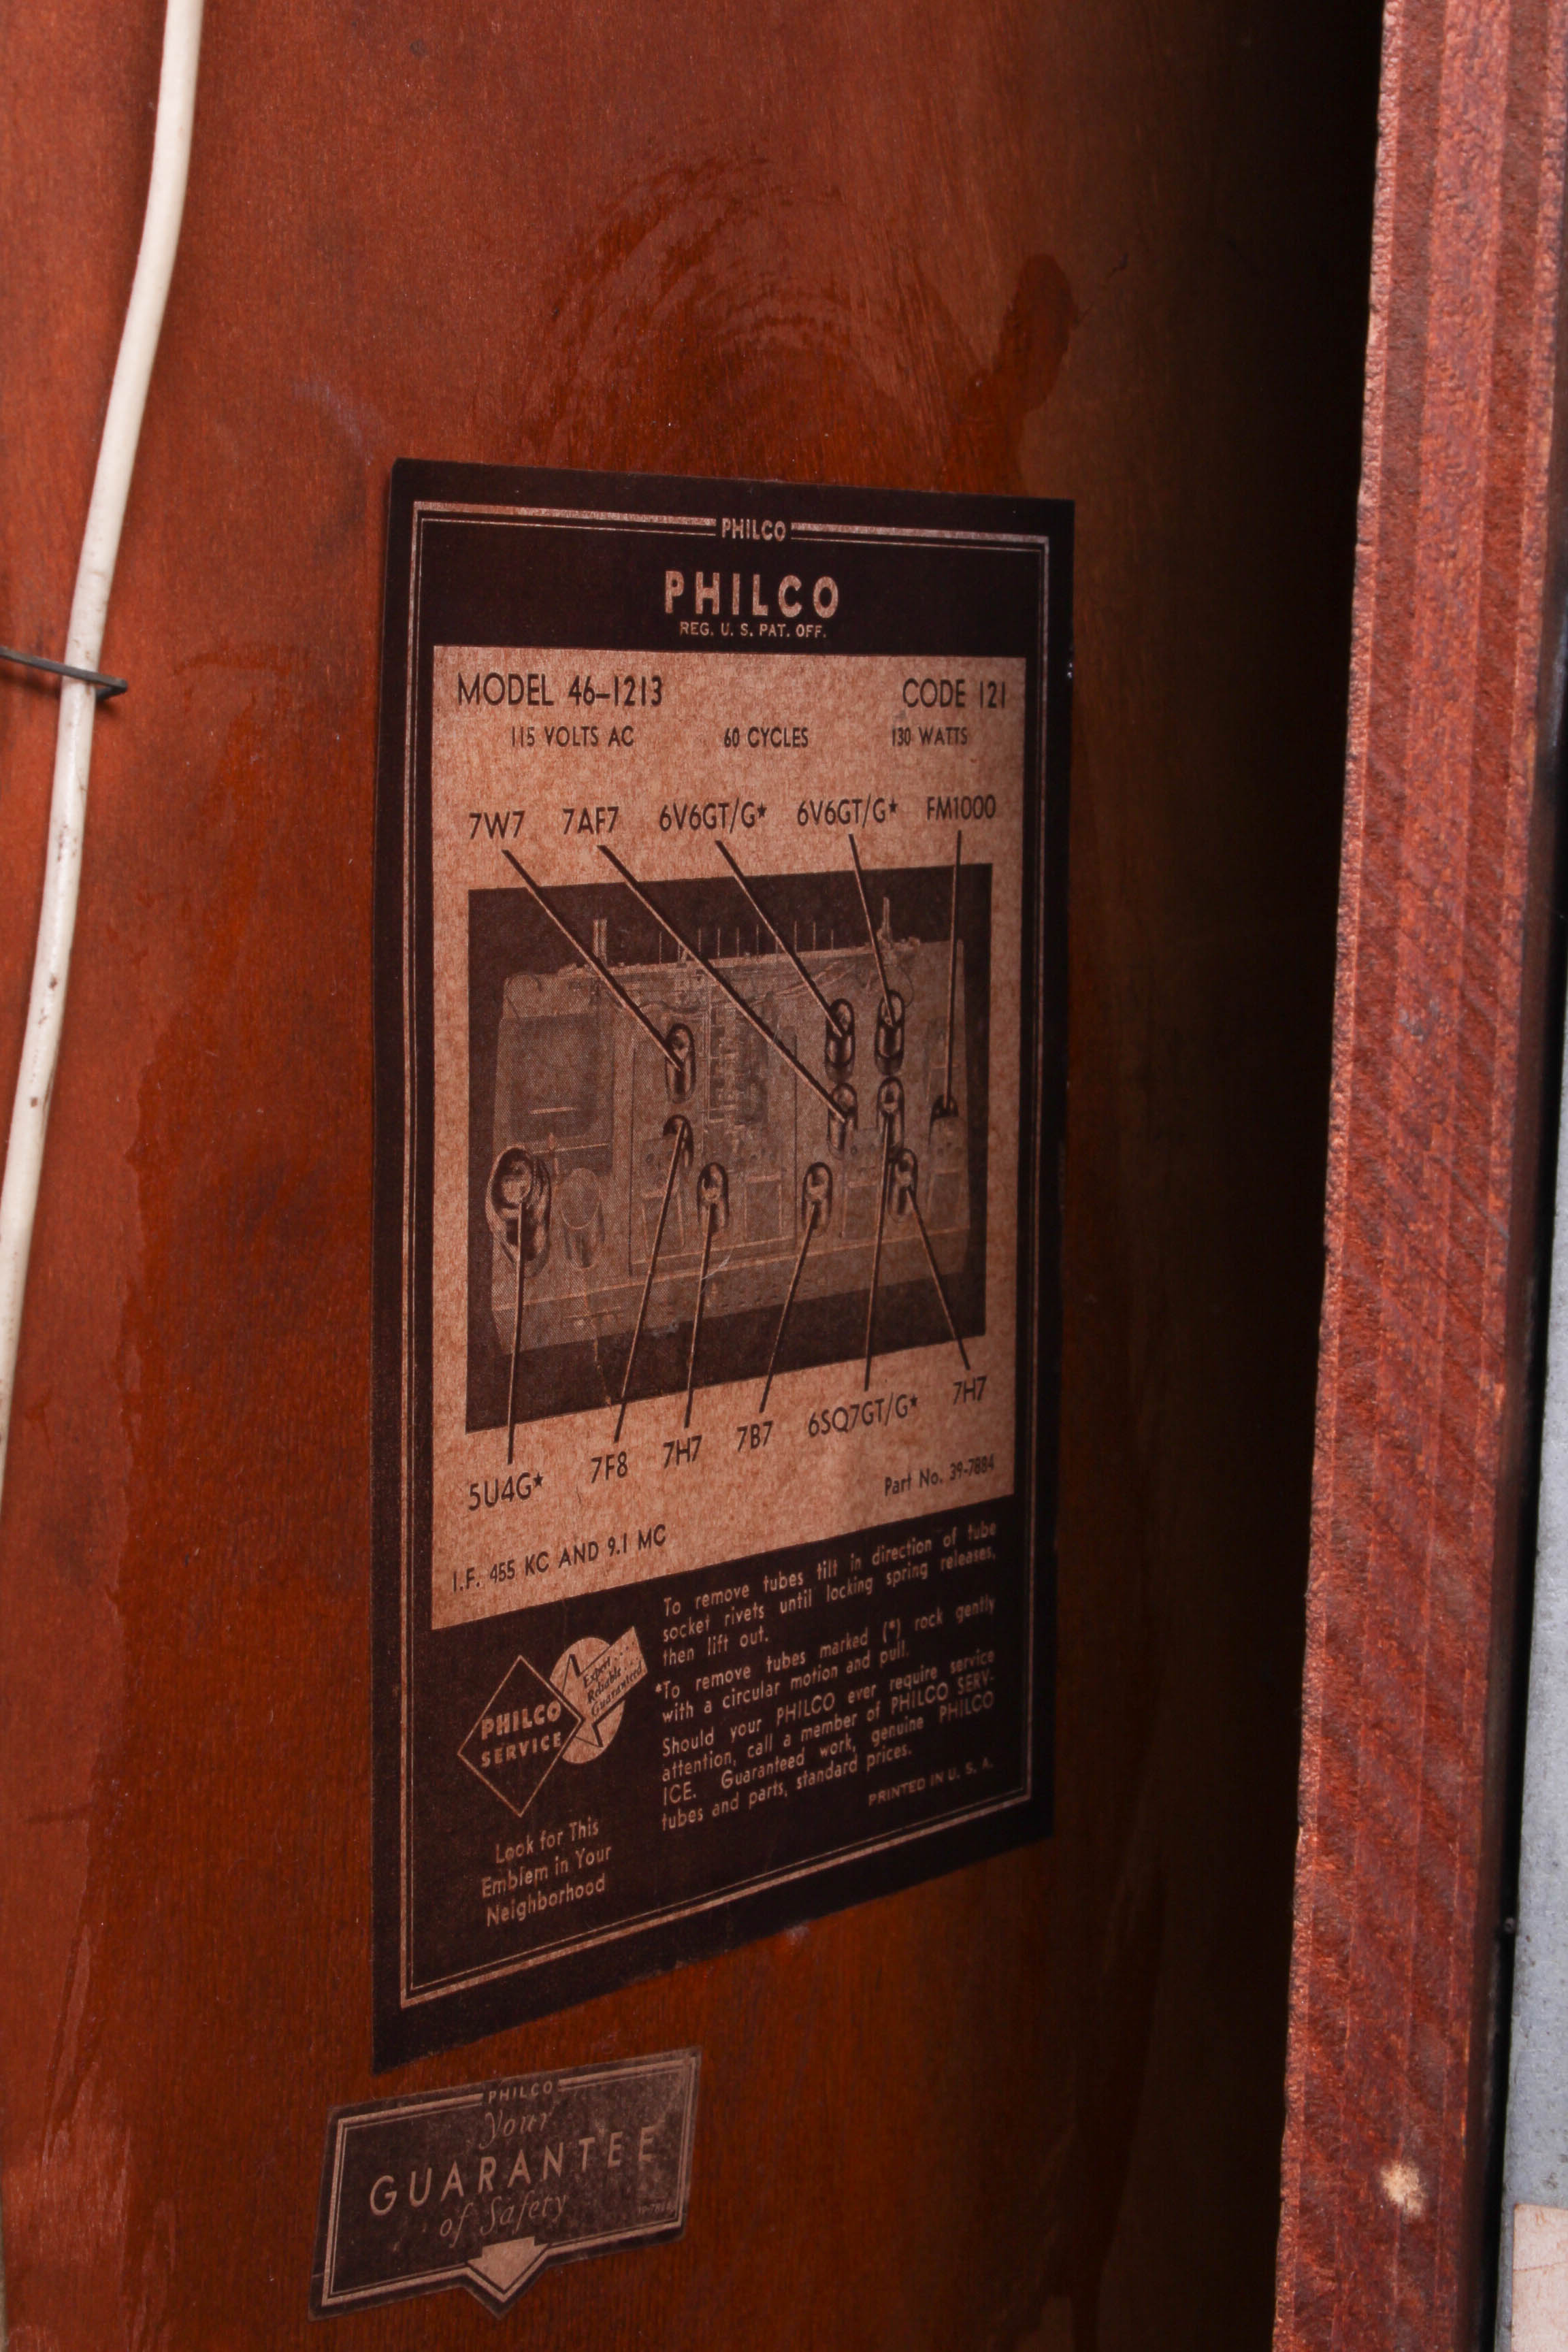 PHILCO
PHILCO
REG. U. S. PAT. OFF.
MODEL 46-1213 CODE 121
115 VOLTS AC 60 CYCLES 130 WATTS
7W7 7AF7 6V6GT/G* 6V6GT/G* FM1000
5U4G* 7F8 7H7 7B7 6SQ7GT/G* 7H7
Part No. 39-7884
I.F. 455 KC AND 9.1 MC
To remove tubes tilt in direction of tube
socket rivets until locking spring releases,
then lift out.
*To remove tubes marked (*) rock gently
with a circular motion and pull.
Should your PHILCO ever require service
attention, call a member of PHILCO SERV-
ICE. Guaranteed work, genuine PHILCO
tubes and parts, standard prices.
PRINTED IN U. S. A.
Expert
Reliable
Guaranteed
PHILCO
SERVICE
Look for This
Emblem in Your
Neighborhood
PHILCO
Your
GUARANTEE
of Safety